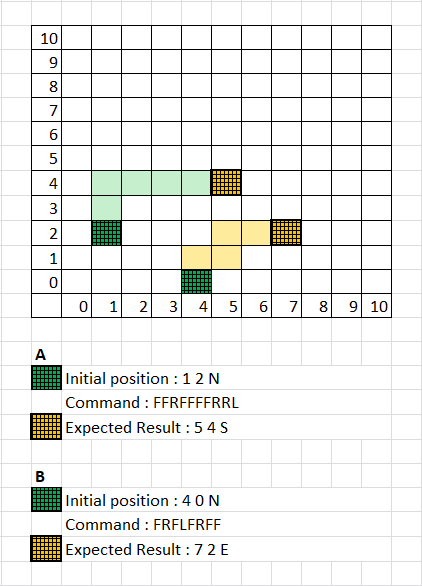 10
9
8
7
6
5
4
3
2
1
0
0 1 2 3 4 5 6 7 8 9 10
A
Initial position : 1 2 N
Command : FFRFFFFRRL
Expected Result : 5 4 S
B
Initial position : 4 0 N
Command : FRFLFRFF
Expected Result : 7 2 E